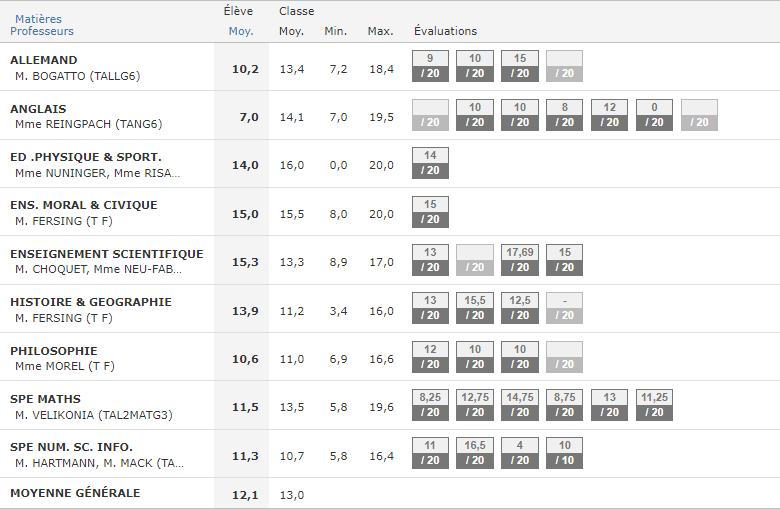 Élève Classe
Matières
Professeurs Moy. Moy. Min. Max. Évaluations
ALLEMAND
M. BOGATTO (TALLG6)
10,2 13,4 7,2 18,4
9 10 15
/ 20 / 20 / 20 / 20
ANGLAIS
Mme REINGPACH (TANG6)
7,0 14,1 7,0 19,5
10 10 8 12 0
/ 20 / 20 / 20 / 20 / 20 / 20 / 20
ED .PHYSIQUE & SPORT.
Mme NUNINGER, Mme RISA...
14,0 16,0 0,0 20,0
14
/ 20
ENS. MORAL & CIVIQUE
M. FERSING (T F)
15,0 15,5 8,0 20,0
15
/ 20
ENSEIGNEMENT SCIENTIFIQUE
M. CHOQUET, Mme NEU-FAB...
15,3 13,3 8,9 17,0
13 17,69 15
/ 20 / 20 / 20 / 20
HISTOIRE & GEOGRAPHIE
M. FERSING (T F)
13,9 11,2 3,4 16,0
13 15,5 12,5 -
/ 20 / 20 / 20 / 20
PHILOSOPHIE
Mme MOREL (T F)
10,6 11,0 6,9 16,6
12 10 10
/ 20 / 20 / 20 / 20
SPE MATHS
M. VELIKONIA (TAL2MATG3)
11,5 13,5 5,8 19,6
8,25 12,75 14,75 8,75 13 11,25
/ 20 / 20 / 20 / 20 / 20 / 20
SPE NUM. SC. INFO.
M. HARTMANN, M. MACK (TA...
11,3 10,7 5,8 16,4
11 16,5 4 10
/ 20 / 20 / 20 / 10
MOYENNE GÉNÉRALE 12,1 13,0